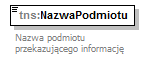 tns:NazwaPodmiotu
Nazwa podmiotu
przekazującego informację